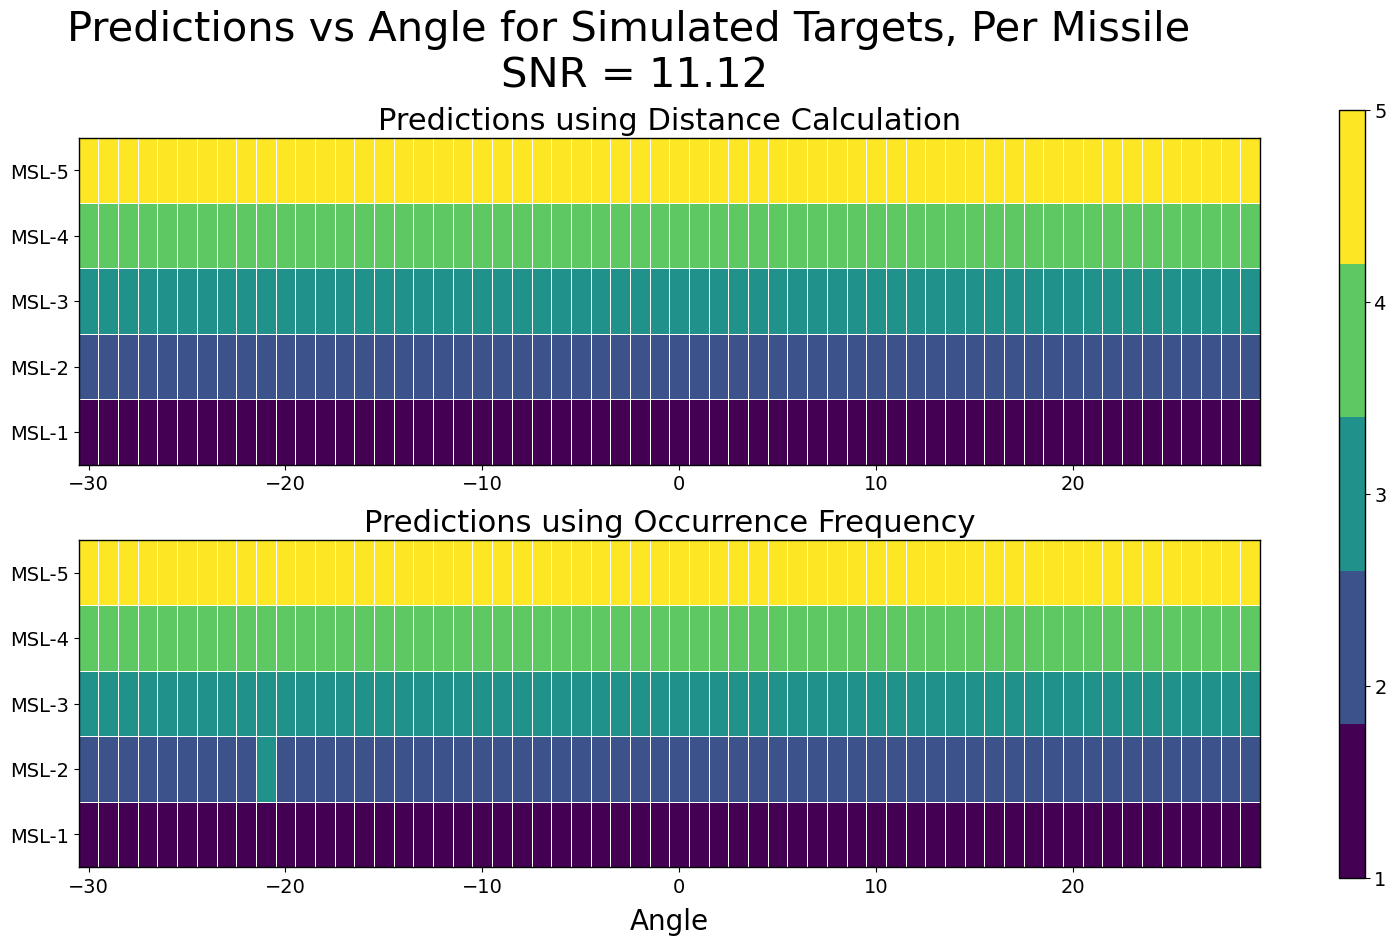 Predictions vs Angle for Simulated Targets, Per Missile
SNR = 11.12
Predictions using Distance Calculation
MSL-5
MSL-4
MSL-3
MSL-2
MSL-1
−30 −20 −10 0 10 20
Predictions using Occurrence Frequency
MSL-5
MSL-4
MSL-3
MSL-2
MSL-1
−30 −20 −10 0 10 20
Angle
5
4
3
2
1